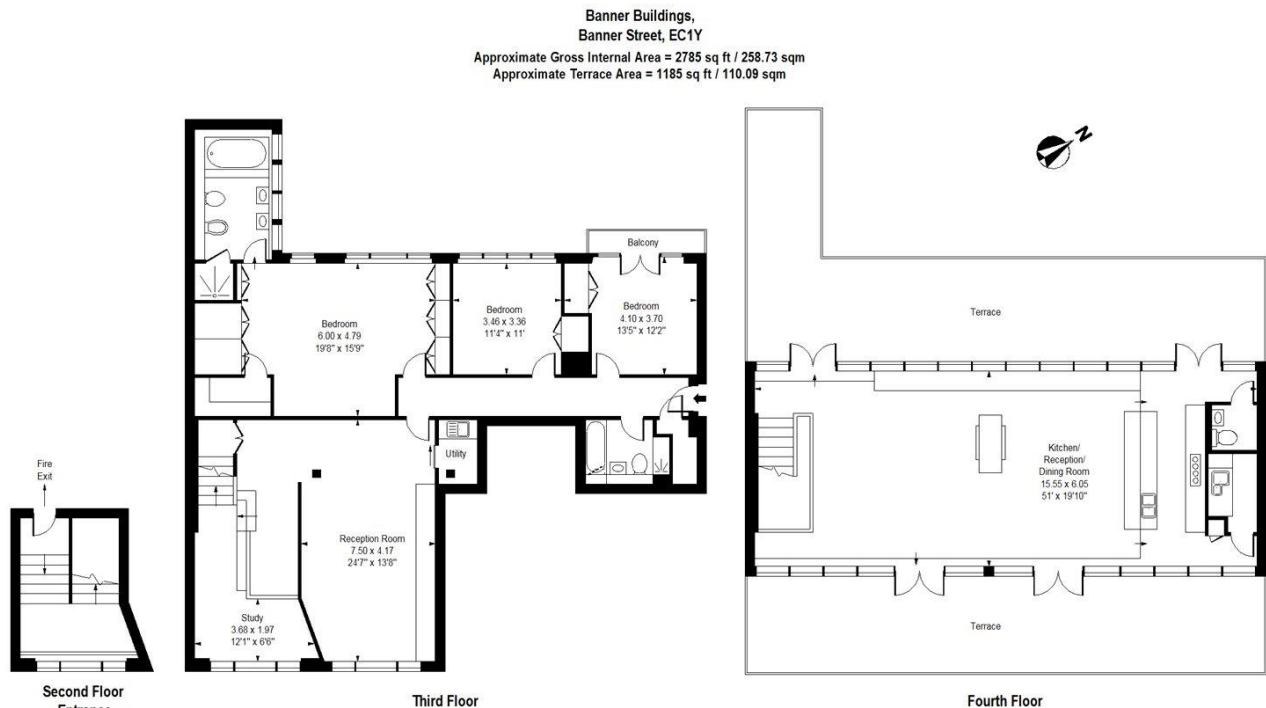 Banner Buildings,
Banner Street, EC1Y
Approximate Gross Internal Area = 2785 sq ft / 258.73 sqm
Approximate Terrace Area = 1185 sq ft / 110.09 sqm
N
Balcony
Bedroom
6.00 x 4.79
19'8" x 15'9"
Bedroom
3.46 x 3.36
11'4" x 11'
Bedroom
4.10 x 3.70
13'5" x 12'2"
Utility
Reception Room
7.50 x 4.17
24'7" x 13'8"
Study
3.68 x 1.97
12'1" x 6'6"
Fire
Exit
Terrace
Kitchen/
Reception/
Dining Room
15.55 x 6.05
51' x 19'10"
Terrace
Second Floor
Entrance
Third Floor
Fourth Floor